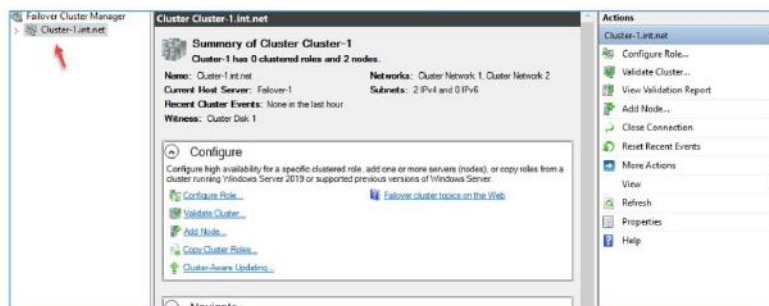 Failover Cluster Manager
Cluster-1.int.net
Cluster Cluster-1.int.net
Summary of Cluster Cluster-1
Cluster-1 has 0 clustered roles and 2 nodes.
Name: Cluster-1.int.net
Networks: Cluster Network 1, Cluster Network 2
Current Host Server: Failover-1
Subnets: 2 IPv4 and 0 IPv6
Recent Cluster Events: None in the last hour
Witness: Cluster Disk 1
Configure
Configure high availability for a specific clustered role, add one or more servers (nodes), or copy roles from a
cluster running Windows Server 2019 or supported previous versions of Windows Server.
Configure Role...
Failover cluster topics on the Web
Validate Cluster...
Add Node...
Copy Cluster Roles...
Cluster-Aware Updating...
Navigate
Actions
Cluster-1.int.net
Configure Role...
Validate Cluster...
View Validation Report
Add Node...
Close Connection
Reset Recent Events
More Actions
View
Refresh
Properties
Help